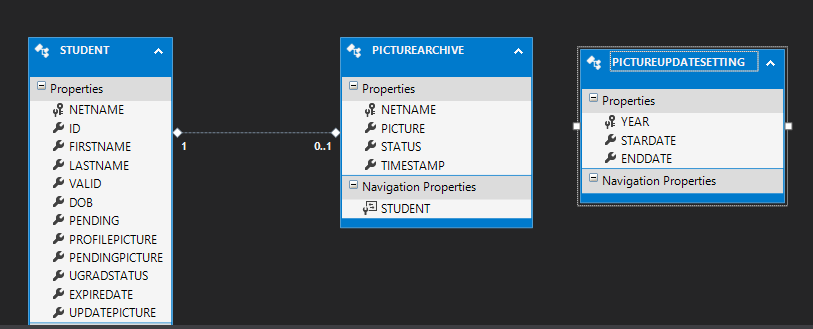 STUDENT
Properties
NETNAME
ID
FIRSTNAME
LASTNAME
VALID
DOB
PENDING
PROFILEPICTURE
PENDINGPICTURE
UGRADSTATUS
EXPIREDATE
UPDATEPICTURE
1
0..1
PICTUREARCHIVE
Properties
NETNAME
PICTURE
STATUS
TIMESTAMP
Navigation Properties
STUDENT
PICTUREUPDATESETTING
Properties
YEAR
STARDATE
ENDDATE
Navigation Properties